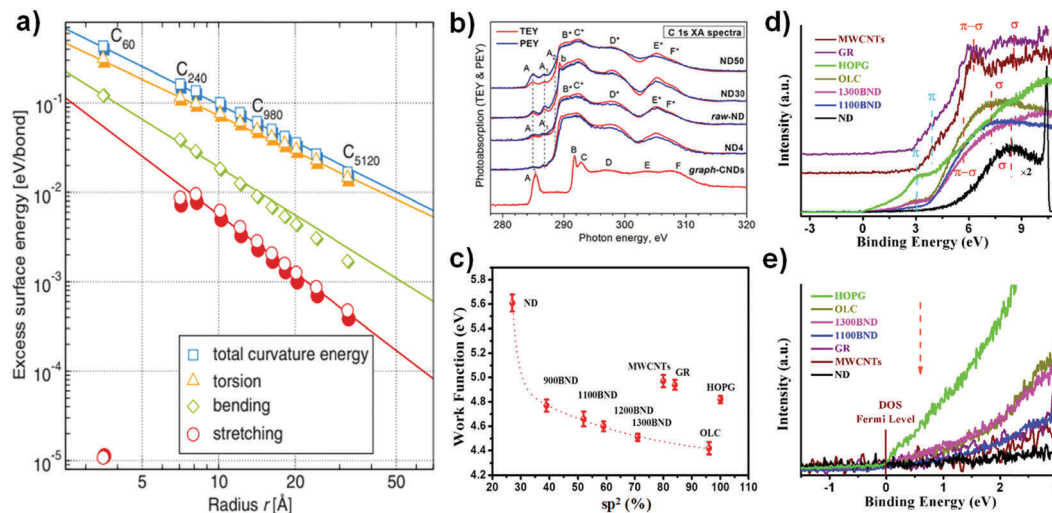 a)
Excess surface energy [eV/bond]
10⁻¹
10⁻²
10⁻³
10⁻⁴
10⁻⁵
C60
C240
C980
C5120
total curvature energy
torsion
bending
stretching
5 10 20 50
Radius r [Å]
b)
Photoabsorption (TEY & PEY)
TEY
PEY
C 1s XA spectra
B* C* D* E* F*
A A1 A2 b
ND50
ND30
B* C* D* E* F*
raw-ND
A A1
ND4
graph-CNDs
A B C D E F
280 290 300 310 320
Photon energy, eV
c)
Work Function (eV)
5.8
5.6
5.4
5.2
5.0
4.8
4.6
4.4
4.2
ND
900BND
1100BND
1200BND
1300BND
MWCNTs
GR
HOPG
OLC
20 30 40 50 60 70 80 90 100
sp² (%)
d)
Intensity (a.u.)
MWCNTs
GR
HOPG
OLC
1300BND
1100BND
ND
π−σ
σ
π
σ
π
π−σ
σ
×2
-3 0 3 6 9
Binding Energy (eV)
e)
Intensity (a.u.)
HOPG
OLC
1300BND
1100BND
GR
MWCNTs
ND
DOS
Fermi Level
-1 0 1 2
Binding Energy (eV)